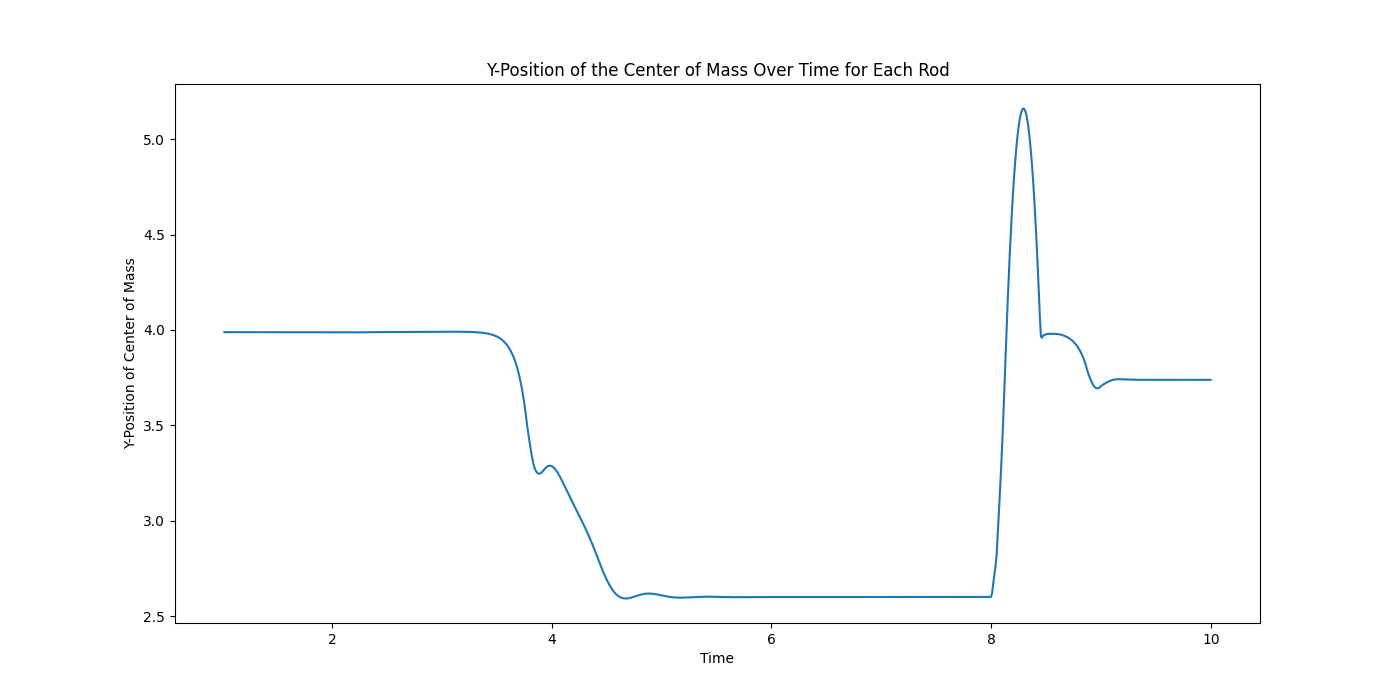 Y-Position of the Center of Mass Over Time for Each Rod
Y-Position of Center of Mass
5.0
4.5
4.0
3.5
3.0
2.5
2 4 6 8 10
Time